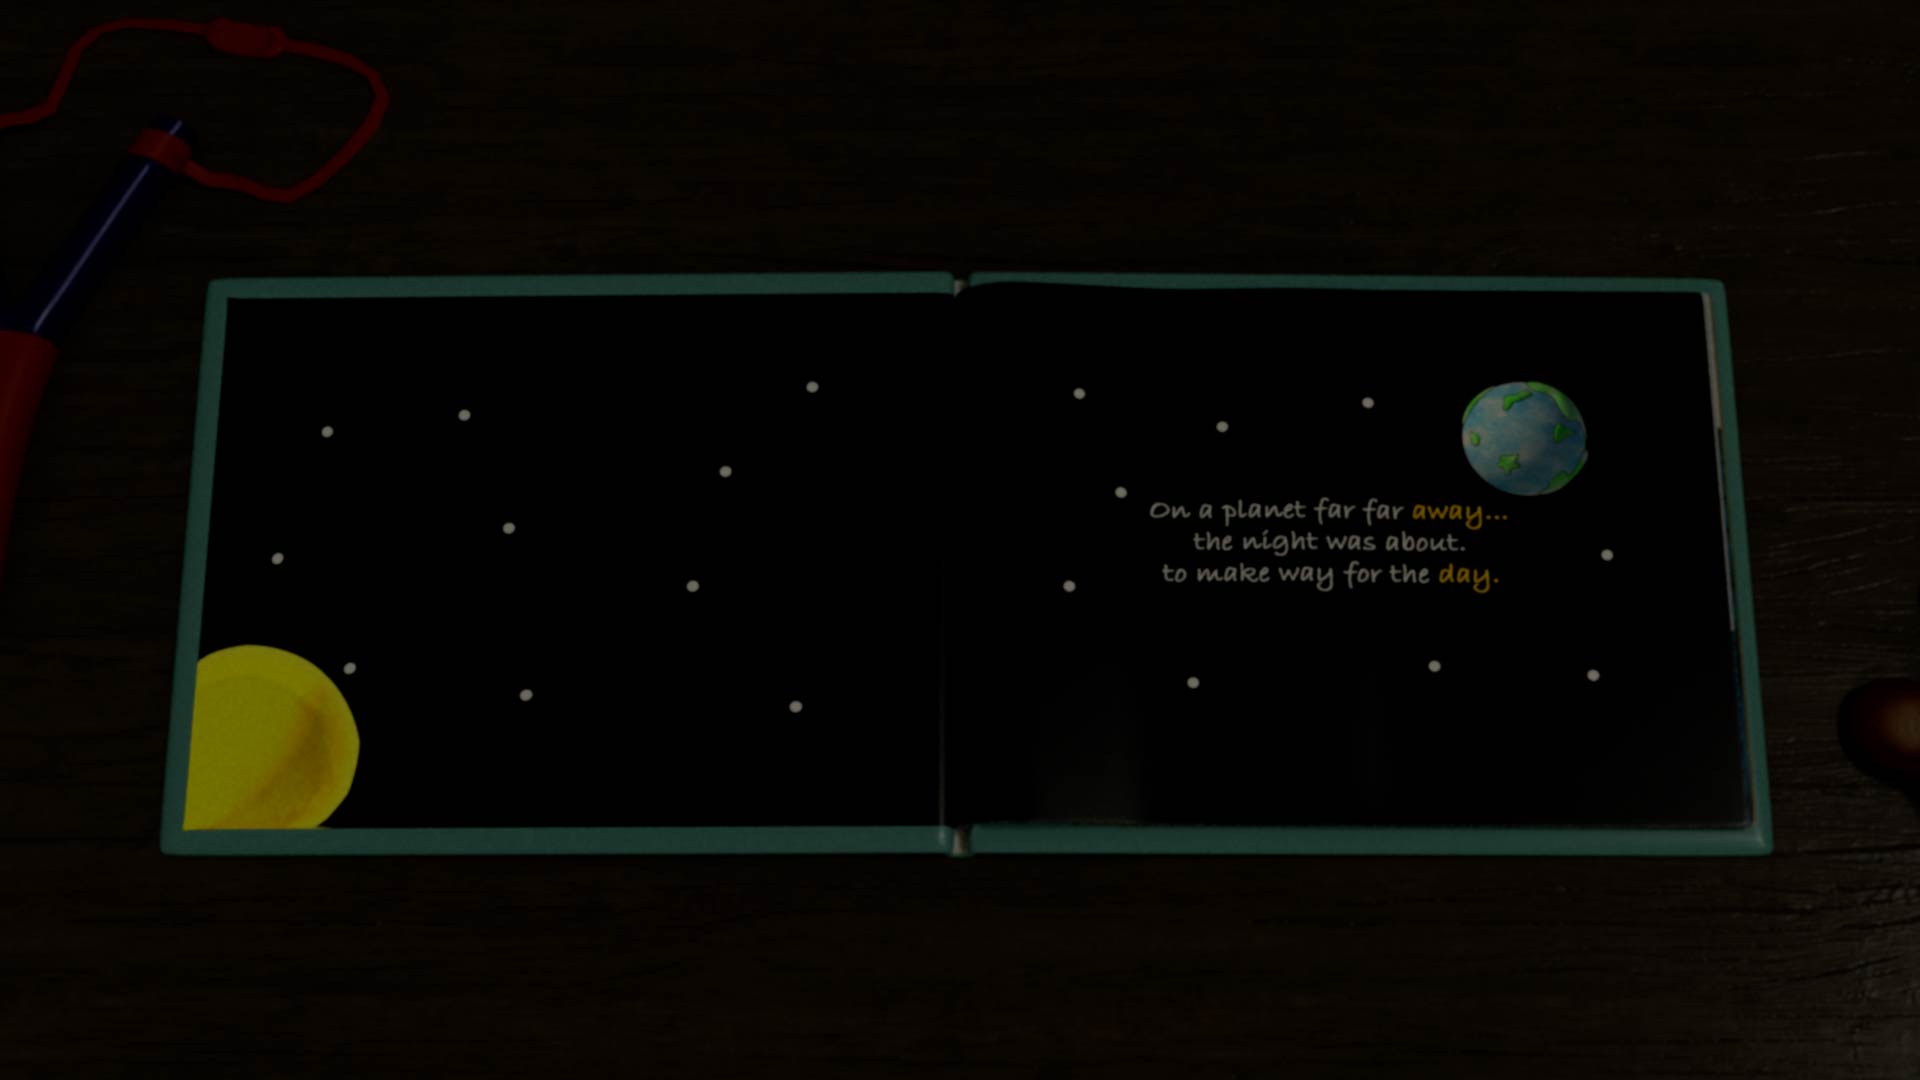 On a planet far far away...
the night was about.
to make way for the day.